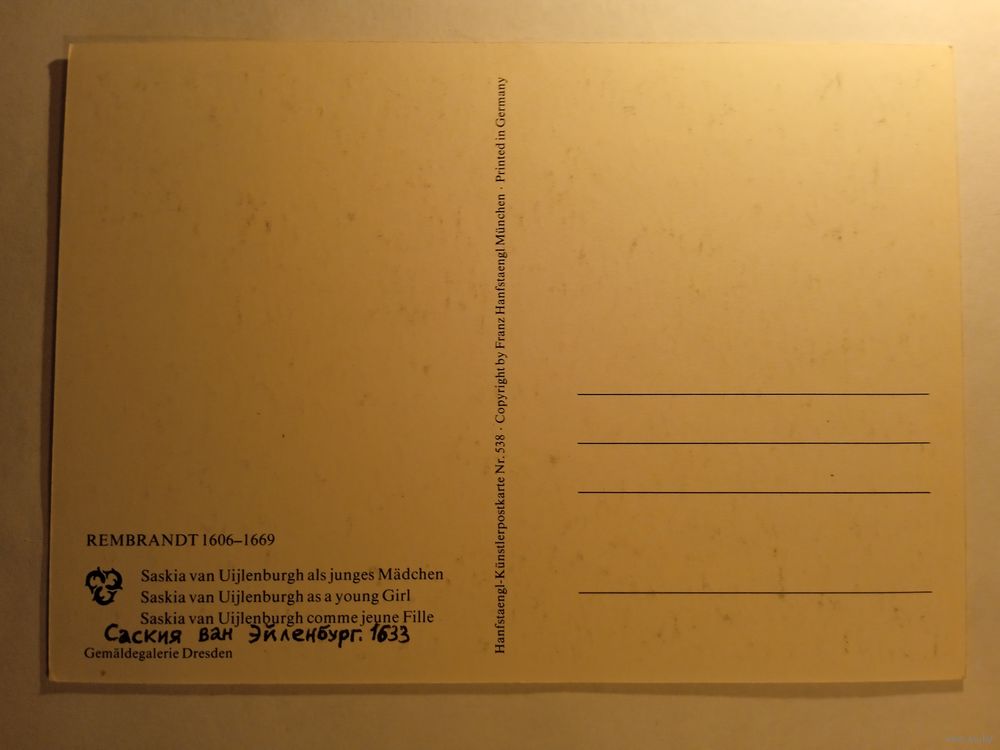 REMBRANDT 1606–1669
Saskia van Uijlenburgh als junges Mädchen
Saskia van Uijlenburgh as a young Girl
Saskia van Uijlenburgh comme jeune Fille
Саския ван Эйленбург. 1633
Gemäldegalerie Dresden
Hanfstaengl-Künstlerpostkarte Nr. 538 · Copyright by Franz Hanfstaengl München · Printed in Germany